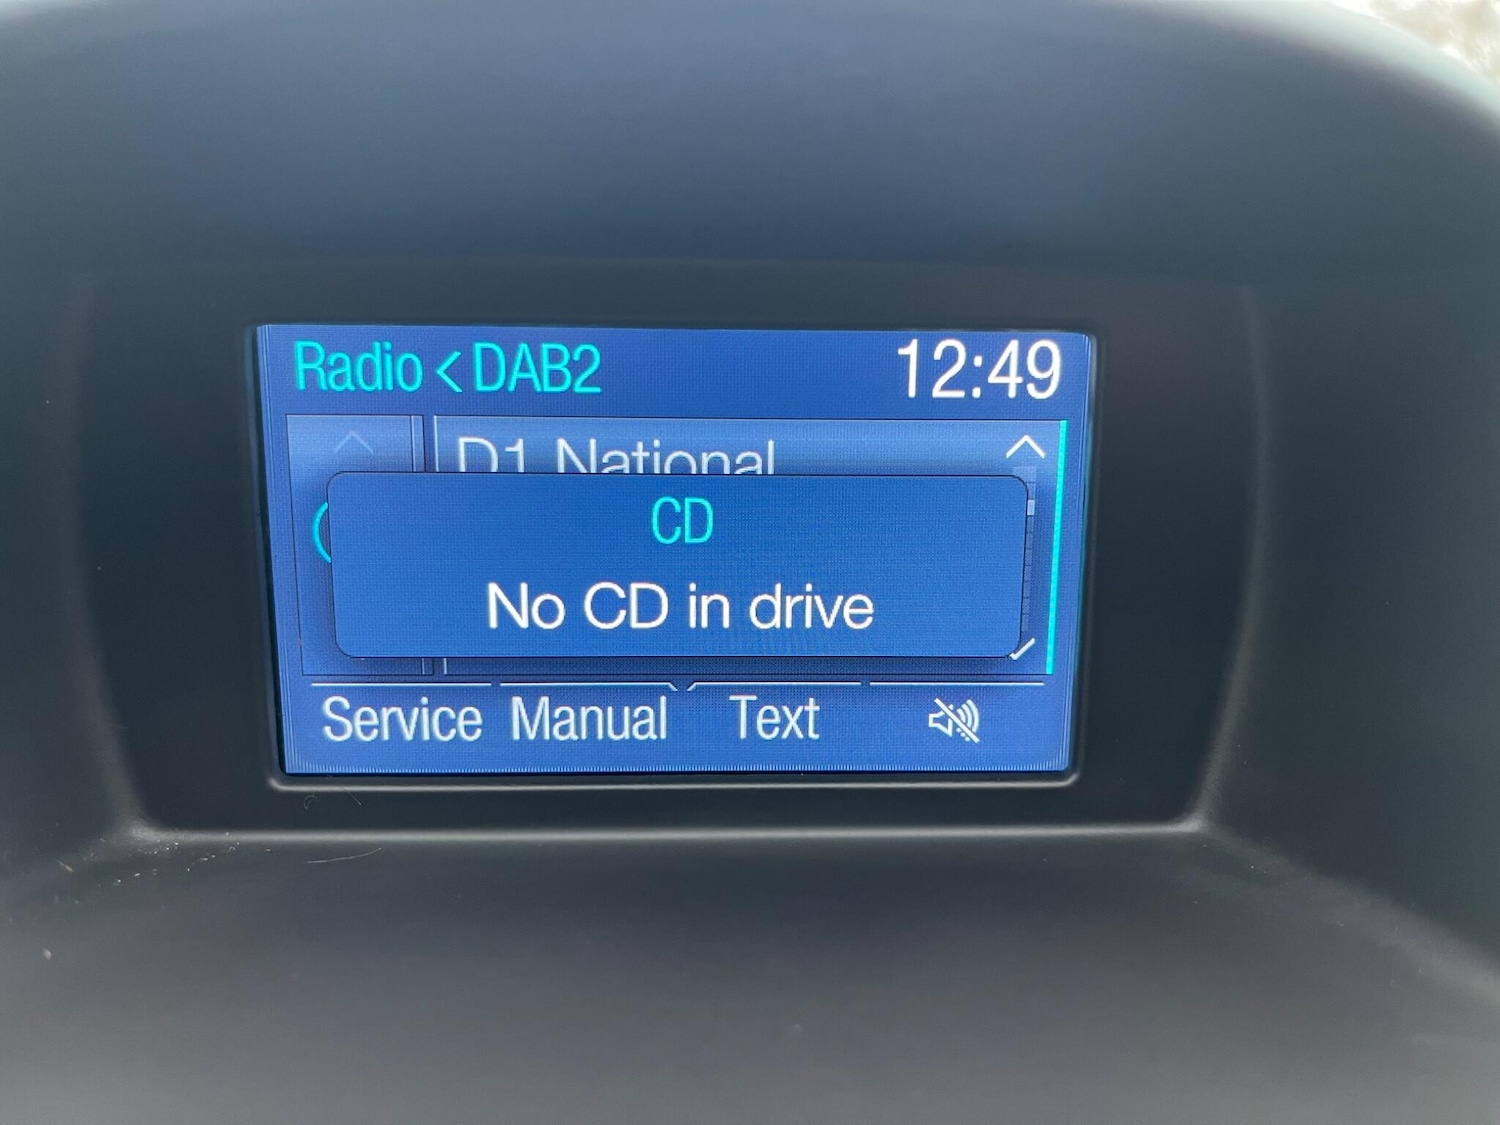 Radio < DAB2 12:49
D1 National
CD
No CD in drive
Service Manual Text